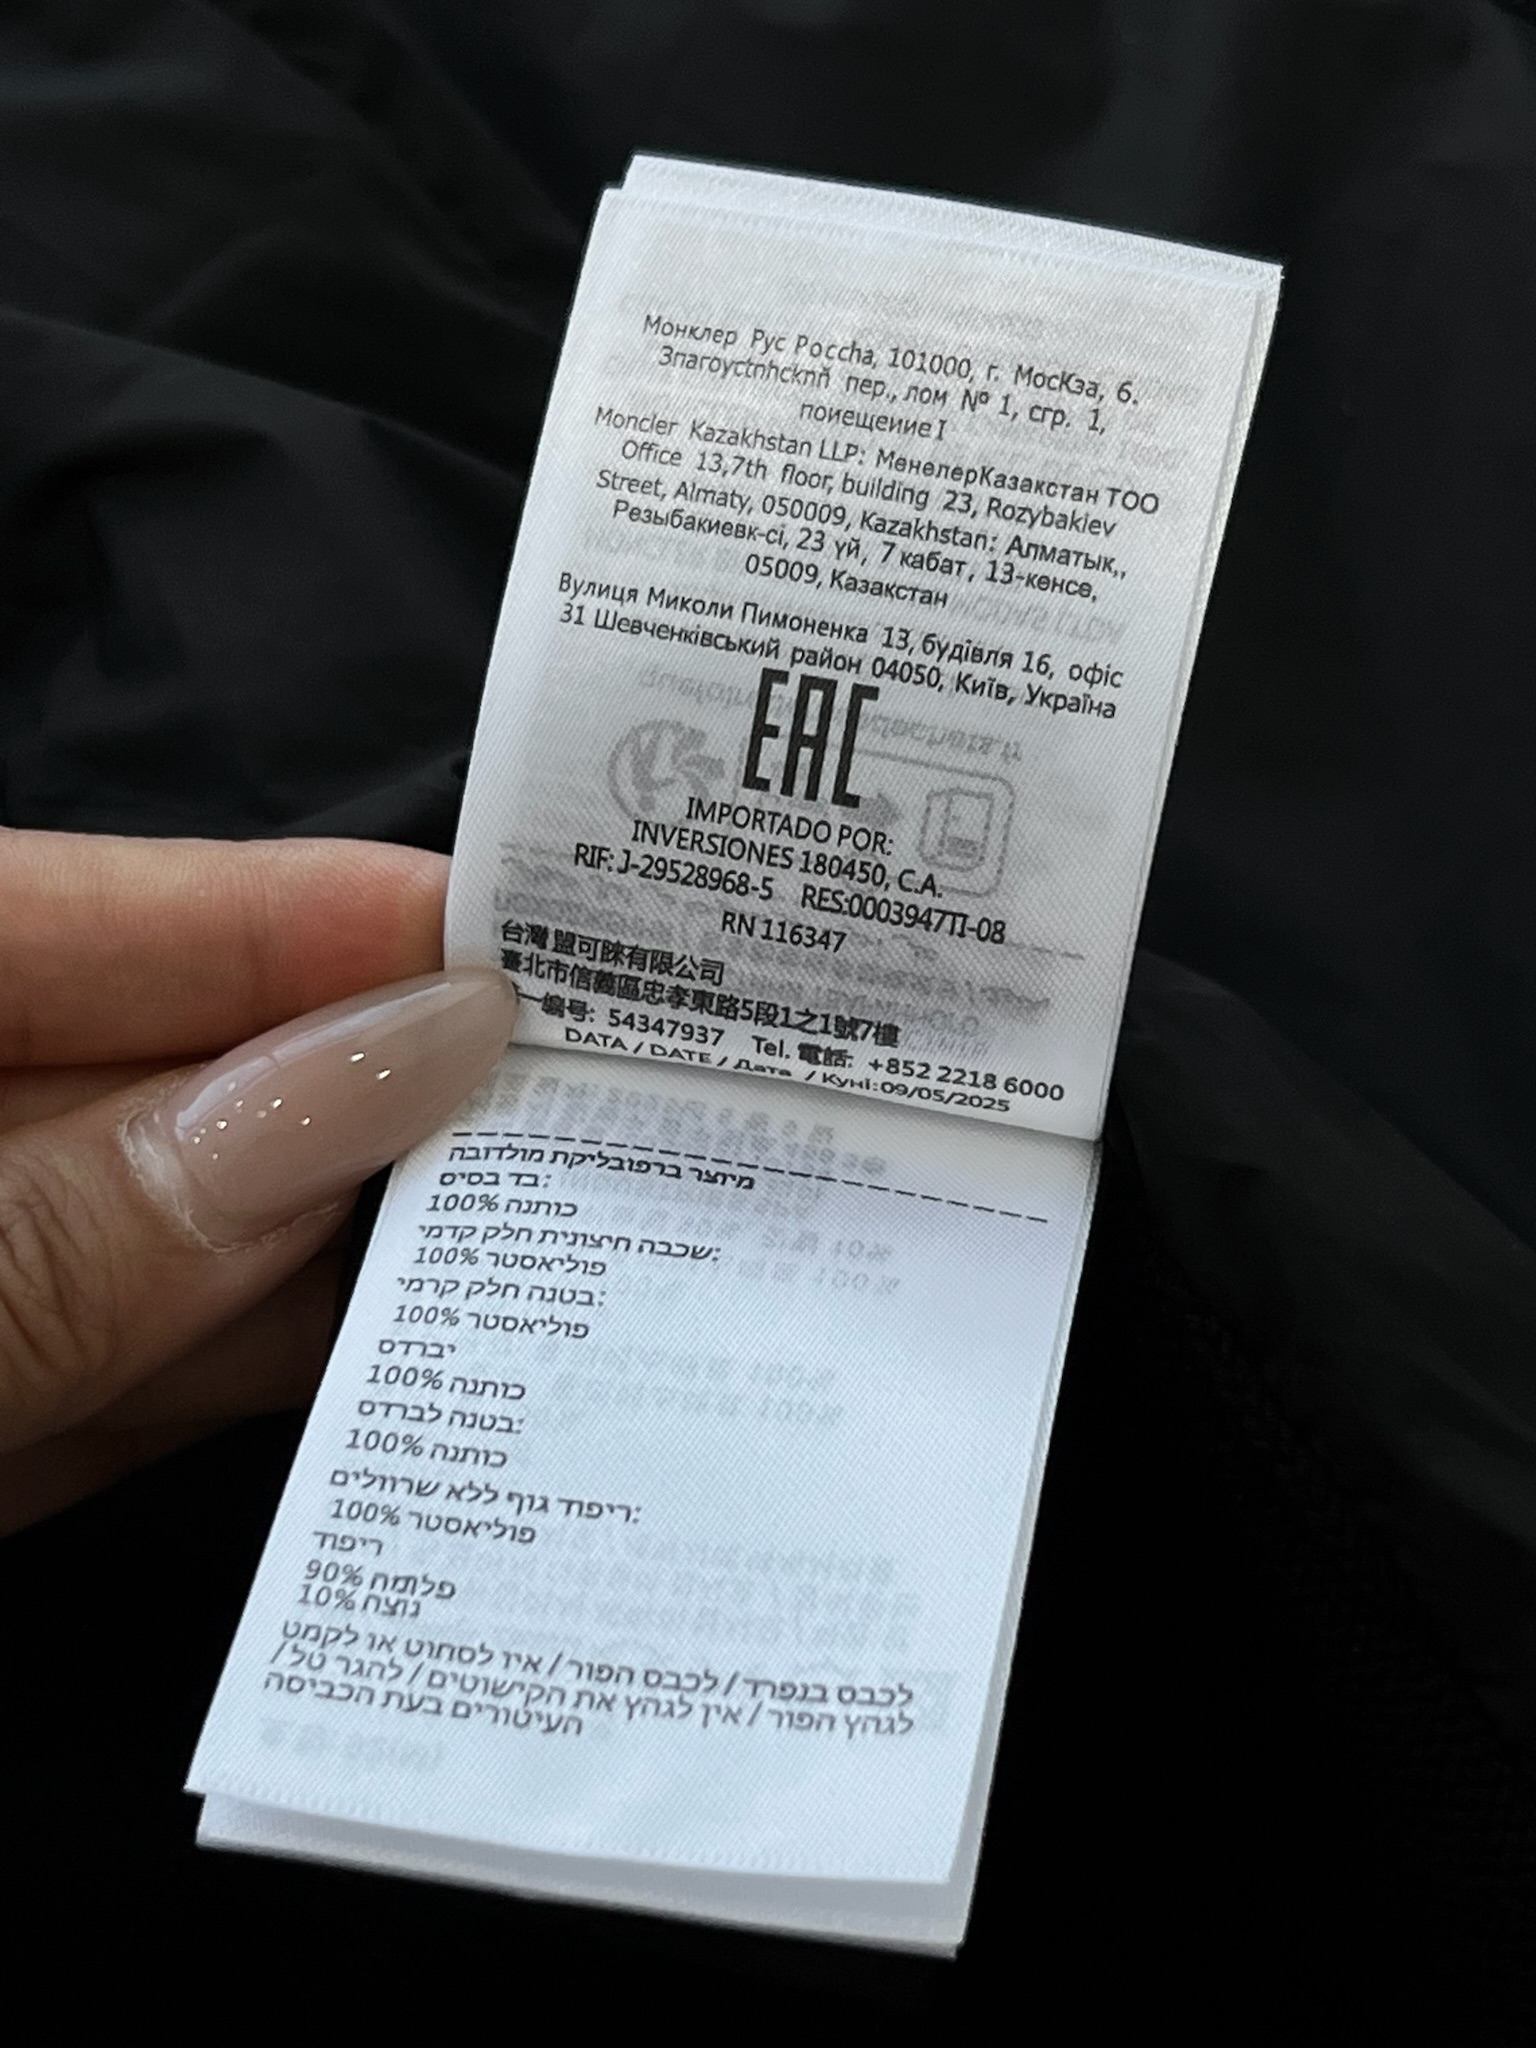 Монклер Рус Россha, 101000, г. МосКза, 6.
Зпагоустпhскпй пер., лом № 1, сгр. 1,
поиещеиие I
Moncler Kazakhstan LLP: МөнөлерКазакстан ТОО
Office 13,7th floor, building 23, Rozybakiev
Street, Almaty, 050009, Kazakhstan: Алматык,,
Резыбакиевк-сі, 23 үй, 7 кабат, 13-кенсе,
05009, Казакстан
Вулиця Миколи Пимоненка 13, будівля 16, офіс
31 Шевченківський район 04050, Київ, Україна
EAC
IMPORTADO POR:
INVERSIONES 180450, C.A.
RIF: J-29528968-5 RES:0003947TI-08
RN 116347
台灣 盟可睞有限公司
臺北市信義區忠孝東路5段1之1號7樓
一编号: 54347937 Tel. 電話: +852 2218 6000
DATA / DATE / Дата / Куні:09/05/2025
מיוצר ברפובליקת מולדובה
בד בסיס:
100% כותנה
שכבה חיצונית חלק קדמי:
100% פוליאסטר
בטנה חלק קרמי:
100% פוליאסטר
יברדס
100% כותנה
בטנה לברדס:
100% כותנה
ריפוד גוף ללא שרוולים:
100% פוליאסטר
ריפוד
90% פלומה
10% נוצה
לכבס בנפרד / לכבס הפור / איו לסחוט או לקמט
לגהץ הפור / אין לגהץ את הקישוטים / להגר טל /
העיטורים בעת הכביסה